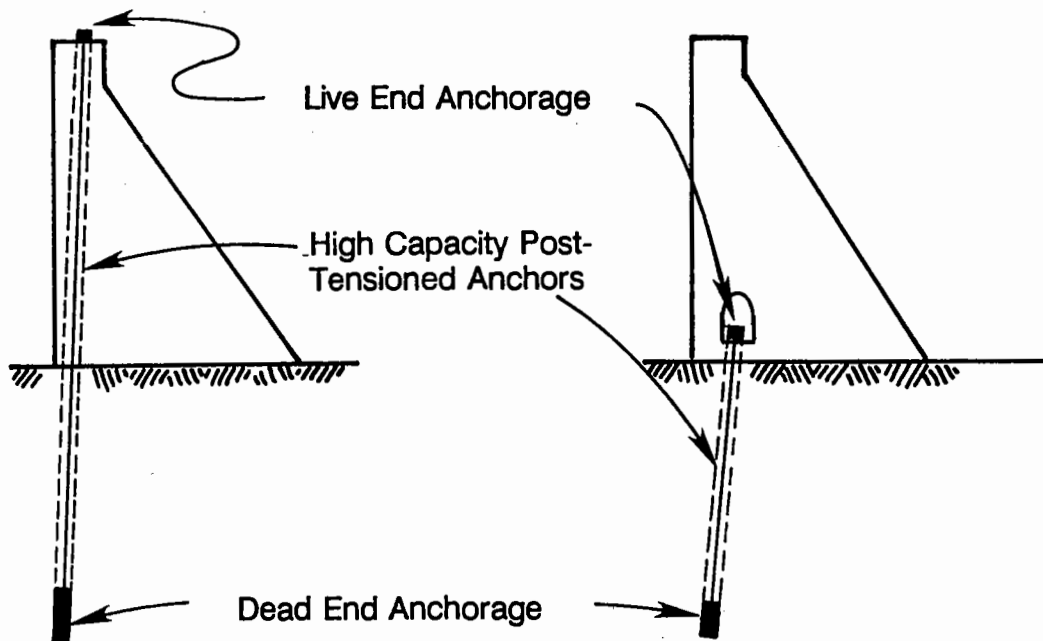 Live End Anchorage
High Capacity Post-
Tensioned Anchors
Dead End Anchorage